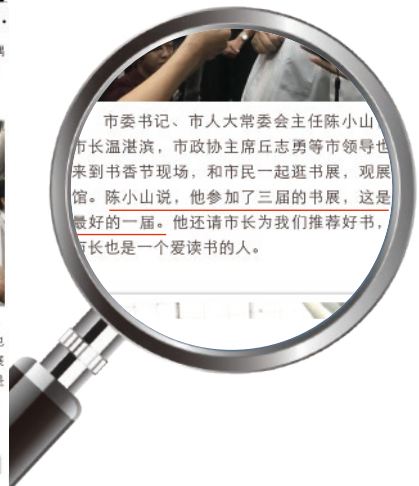 市委书记、市人大常委会主任陈小山
市长温湛滨，市政协主席丘志勇等市领导也
来到书香节现场，和市民一起逛书展，观展
馆。陈小山说，他参加了三届的书展，这是
最好的一届。他还请市长为我们推荐好书，
市长也是一个爱读书的人。